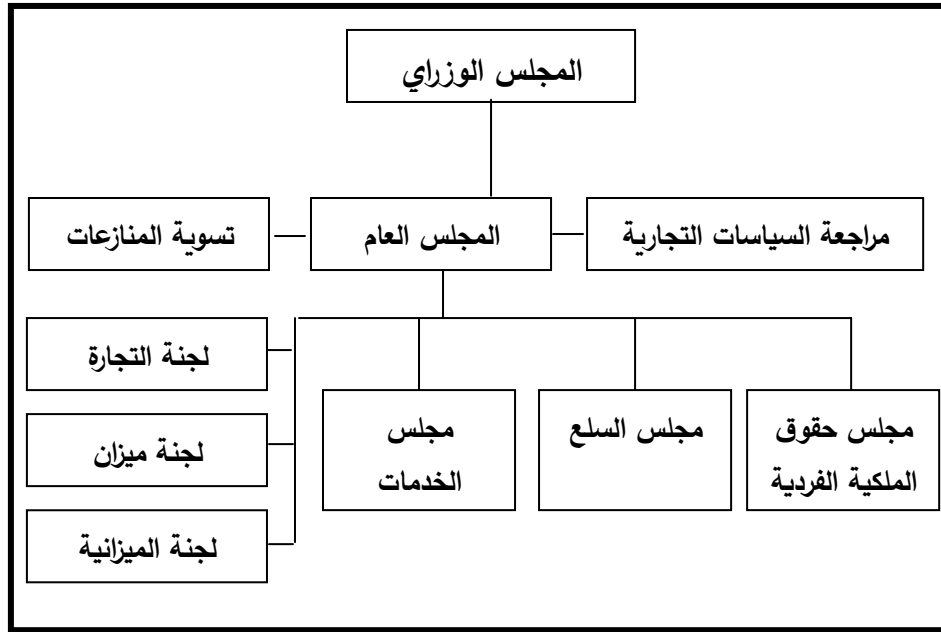 المجلس الوزراي
مراجعة السياسات التجارية
المجلس العام
تسوية المنازعات
مجلس حقوق
الملكية الفردية
مجلس السلع
مجلس
الخدمات
لجنة التجارة
لجنة ميزان
لجنة الميزانية